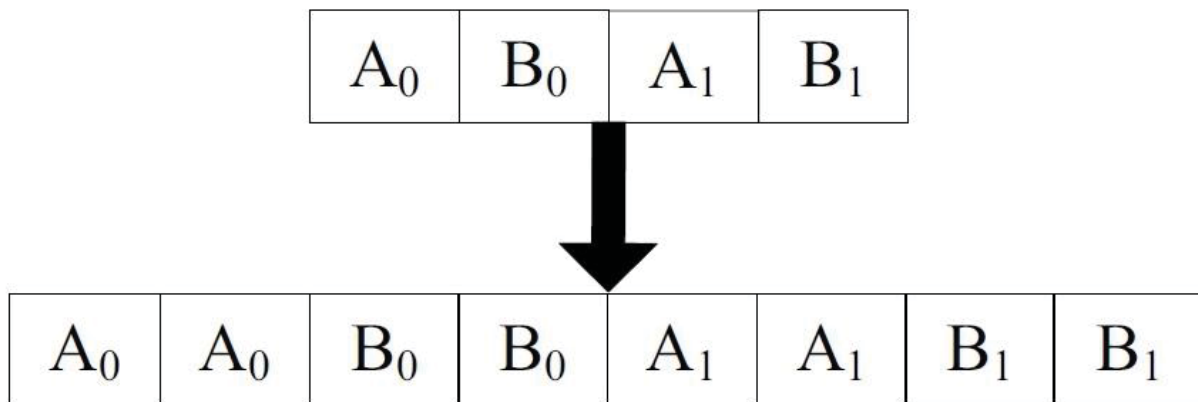 A₀ B₀ A₁ B₁
A₀ A₀ B₀ B₀ A₁ A₁ B₁ B₁